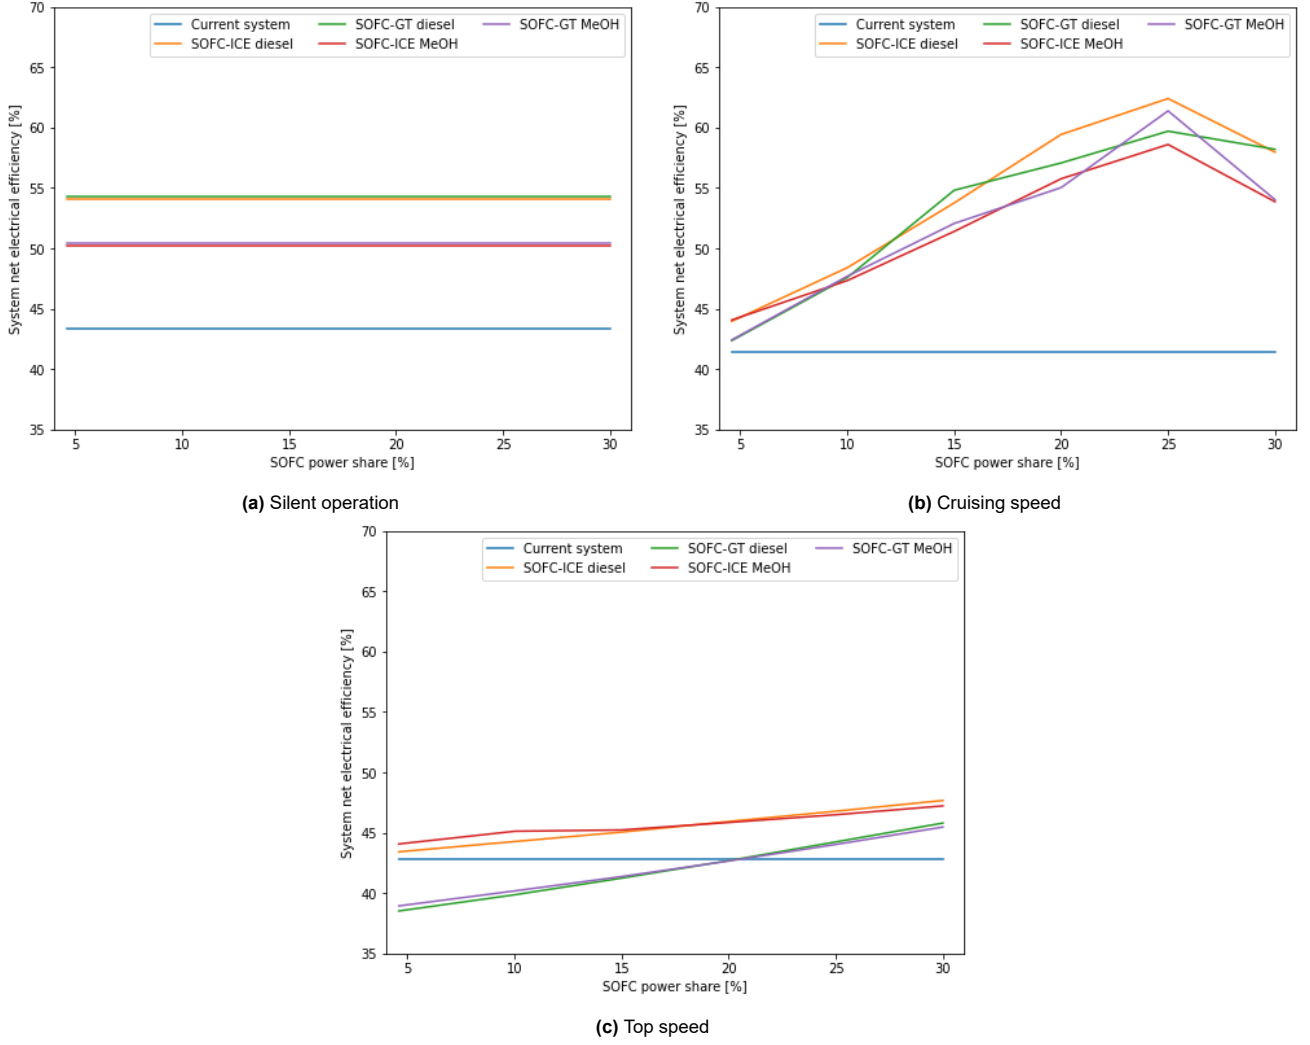 Current system
SOFC-ICE diesel
SOFC-GT diesel
SOFC-ICE MeOH
SOFC-GT MeOH
System net electrical efficiency [%]
70
65
60
55
50
45
40
35
5
10
15
20
25
30
SOFC power share [%]
(a) Silent operation
Current system
SOFC-ICE diesel
SOFC-GT diesel
SOFC-ICE MeOH
SOFC-GT MeOH
System net electrical efficiency [%]
70
65
60
55
50
45
40
35
5
10
15
20
25
30
SOFC power share [%]
(b) Cruising speed
Current system
SOFC-ICE diesel
SOFC-GT diesel
SOFC-ICE MeOH
SOFC-GT MeOH
System net electrical efficiency [%]
70
65
60
55
50
45
40
35
5
10
15
20
25
30
SOFC power share [%]
(c) Top speed